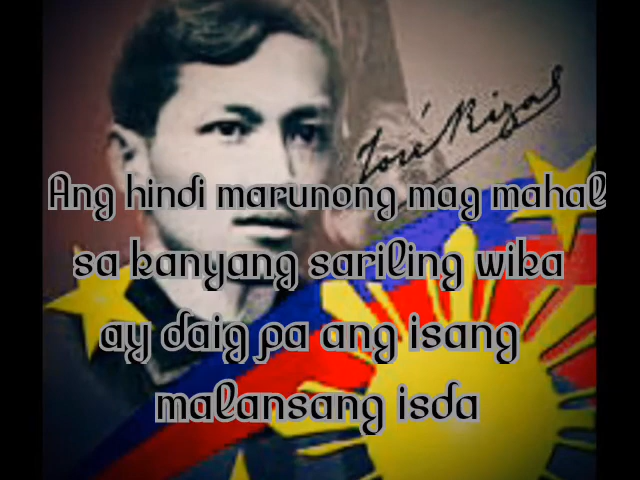 José Rizal
Ang hindi marunong mag mahal
sa kanyang sariling wika
ay daig pa ang isang
malansang isda